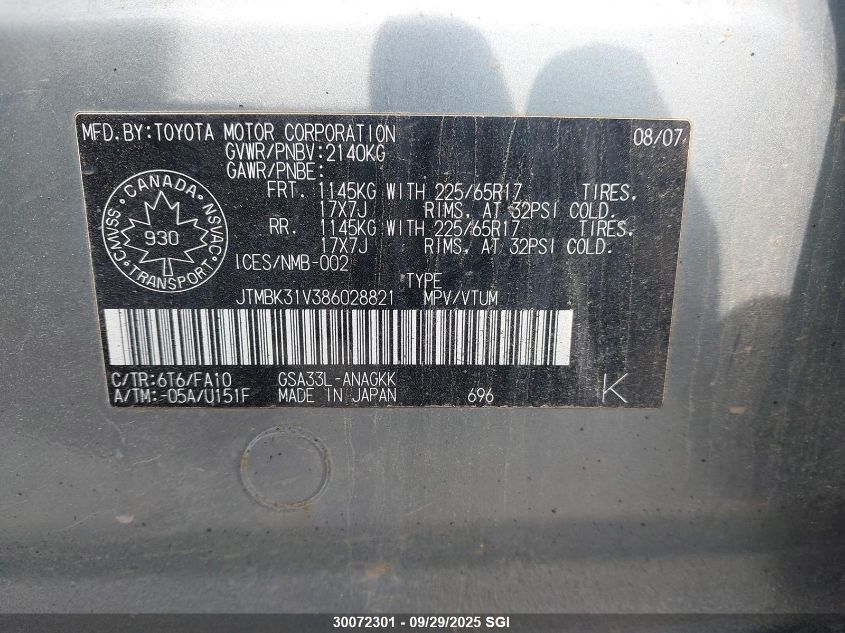 MFD.BY:TOYOTA MOTOR CORPORATION 08/07
GVWR/PNBV:2140KG
GAWR/PNBE:
FRT. 1145KG WITH 225/65R17 TIRES,
17X7J RIMS, AT 32PSI COLD.
RR. 1145KG WITH 225/65R17 TIRES,
17X7J RIMS, AT 32PSI COLD.
CANADA
CMVSS 930 NSVAC
TRANSPORT
ICES/NMB-002
TYPE
JTMBK31V386028821 MPV/VTUM
C/TR:6T6/FA10 GSA33L-ANAGKK
A/TM:-05A/U151F MADE IN JAPAN 696 K
30072301 - 09/29/2025 SGI